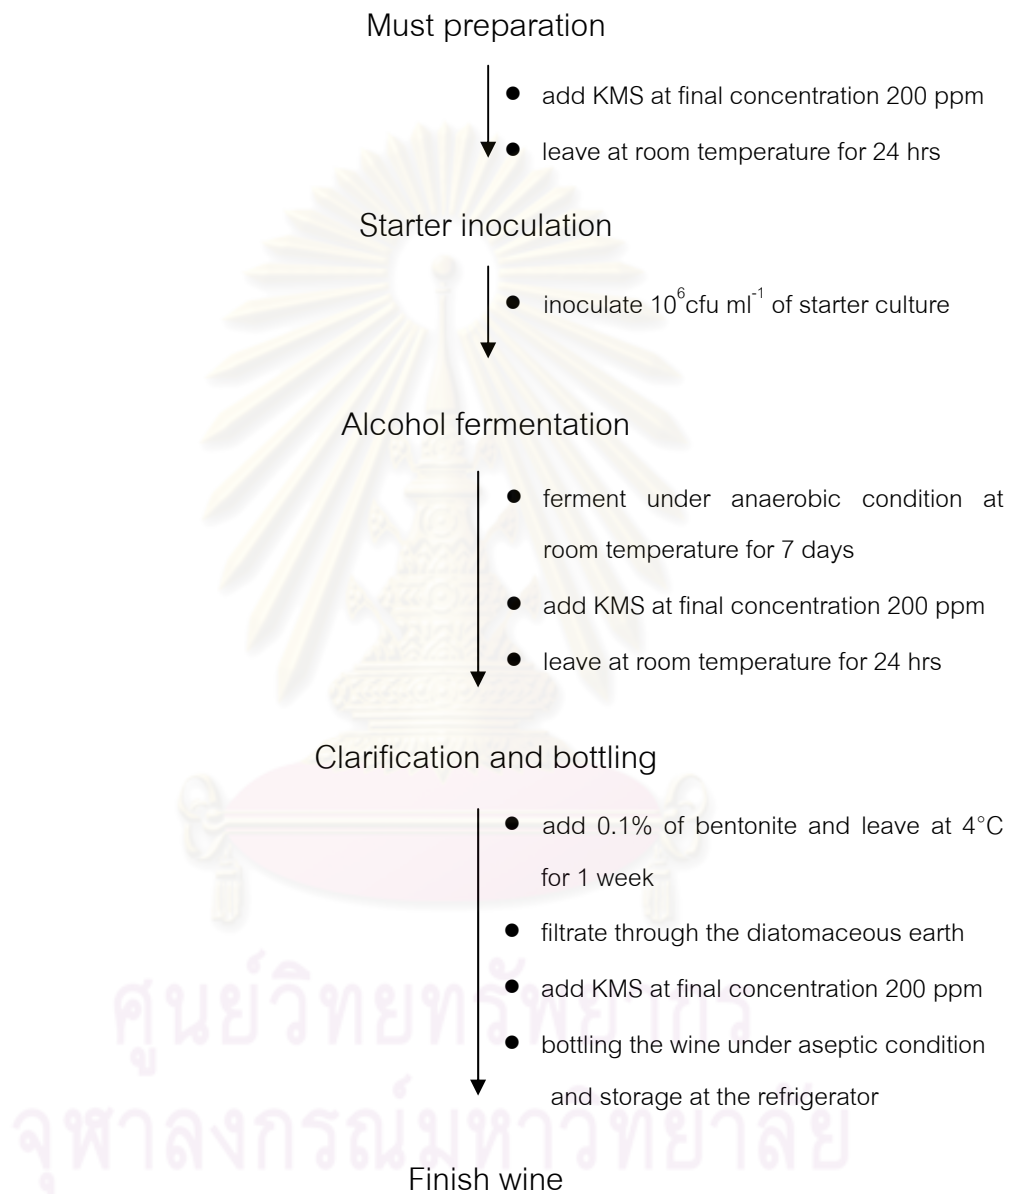 Must preparation
● add KMS at final concentration 200 ppm
● leave at room temperature for 24 hrs
Starter inoculation
● inoculate 10⁶cfu ml⁻¹ of starter culture
Alcohol fermentation
● ferment under anaerobic condition at
room temperature for 7 days
● add KMS at final concentration 200 ppm
● leave at room temperature for 24 hrs
Clarification and bottling
● add 0.1% of bentonite and leave at 4°C
for 1 week
● filtrate through the diatomaceous earth
● add KMS at final concentration 200 ppm
ศูนย์วิทยทรัพยากร
● bottling the wine under aseptic condition
and storage at the refrigerator
จุฬาลงกรณ์มหาวิทยาลัย
Finish wine